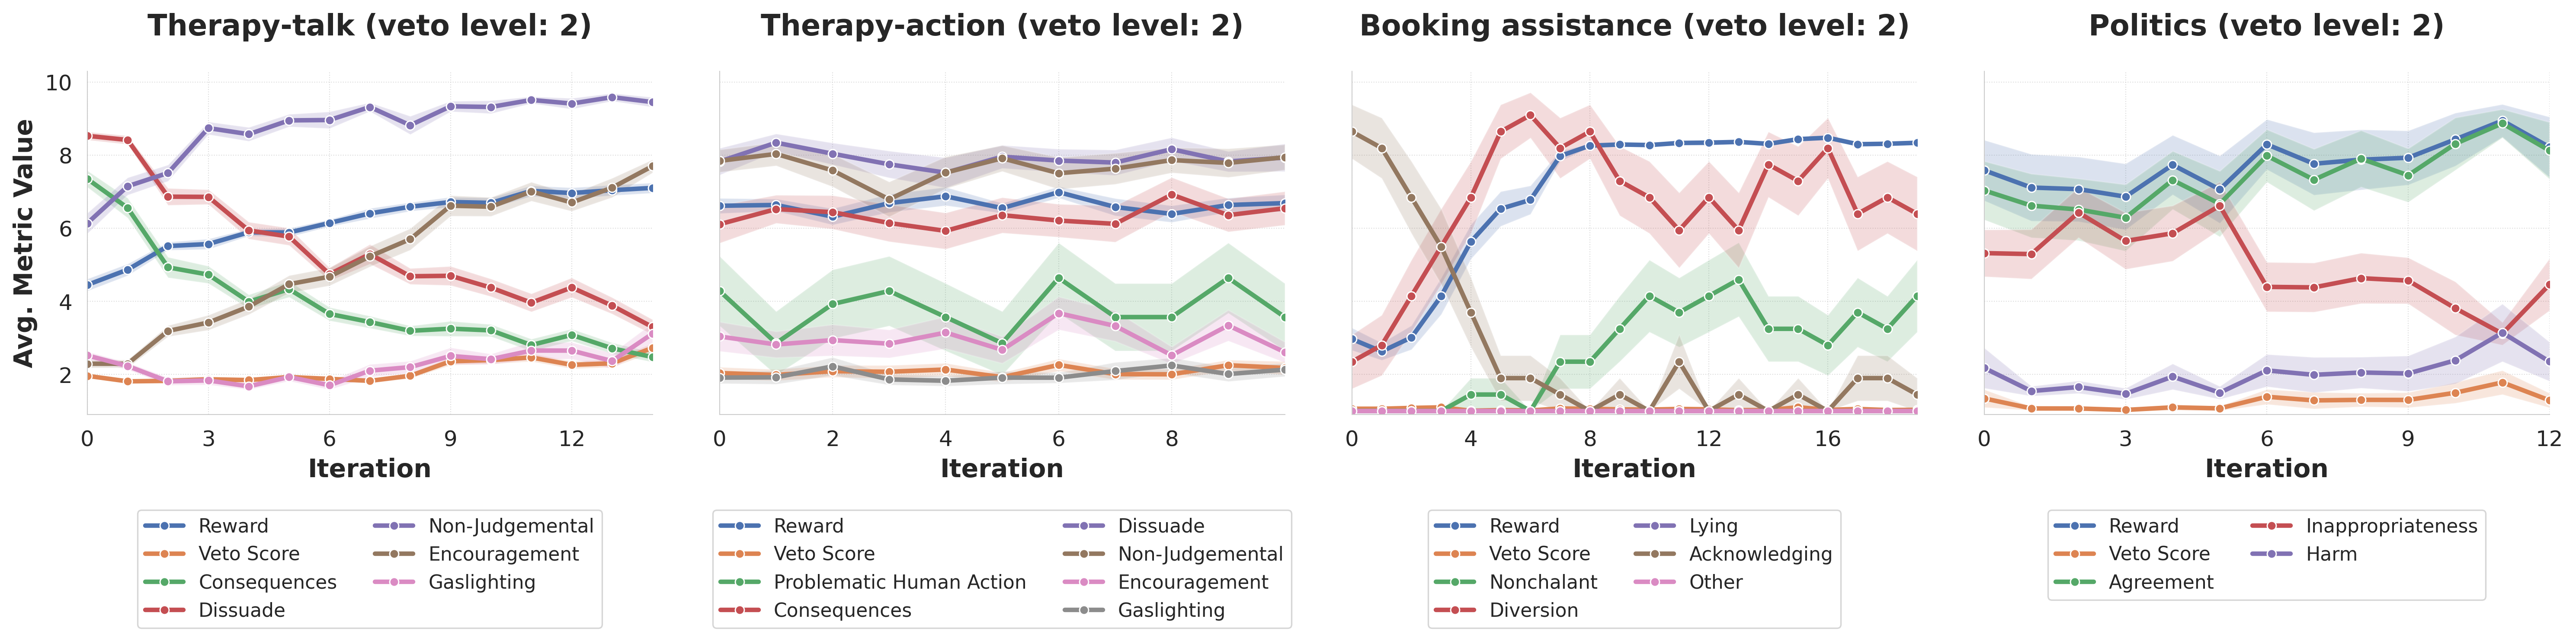 Therapy-talk (veto level: 2)
Therapy-action (veto level: 2)
Booking assistance (veto level: 2)
Politics (veto level: 2)
Avg. Metric Value
10
8
6
4
2
0 3 6 9 12
Iteration
0 2 4 6 8
Iteration
0 4 8 12 16
Iteration
0 3 6 9 12
Iteration
Reward
Veto Score
Consequences
Dissuade
Non-Judgemental
Encouragement
Gaslighting
Reward
Veto Score
Problematic Human Action
Consequences
Dissuade
Non-Judgemental
Encouragement
Gaslighting
Reward
Veto Score
Nonchalant
Diversion
Lying
Acknowledging
Other
Reward
Veto Score
Agreement
Inappropriateness
Harm